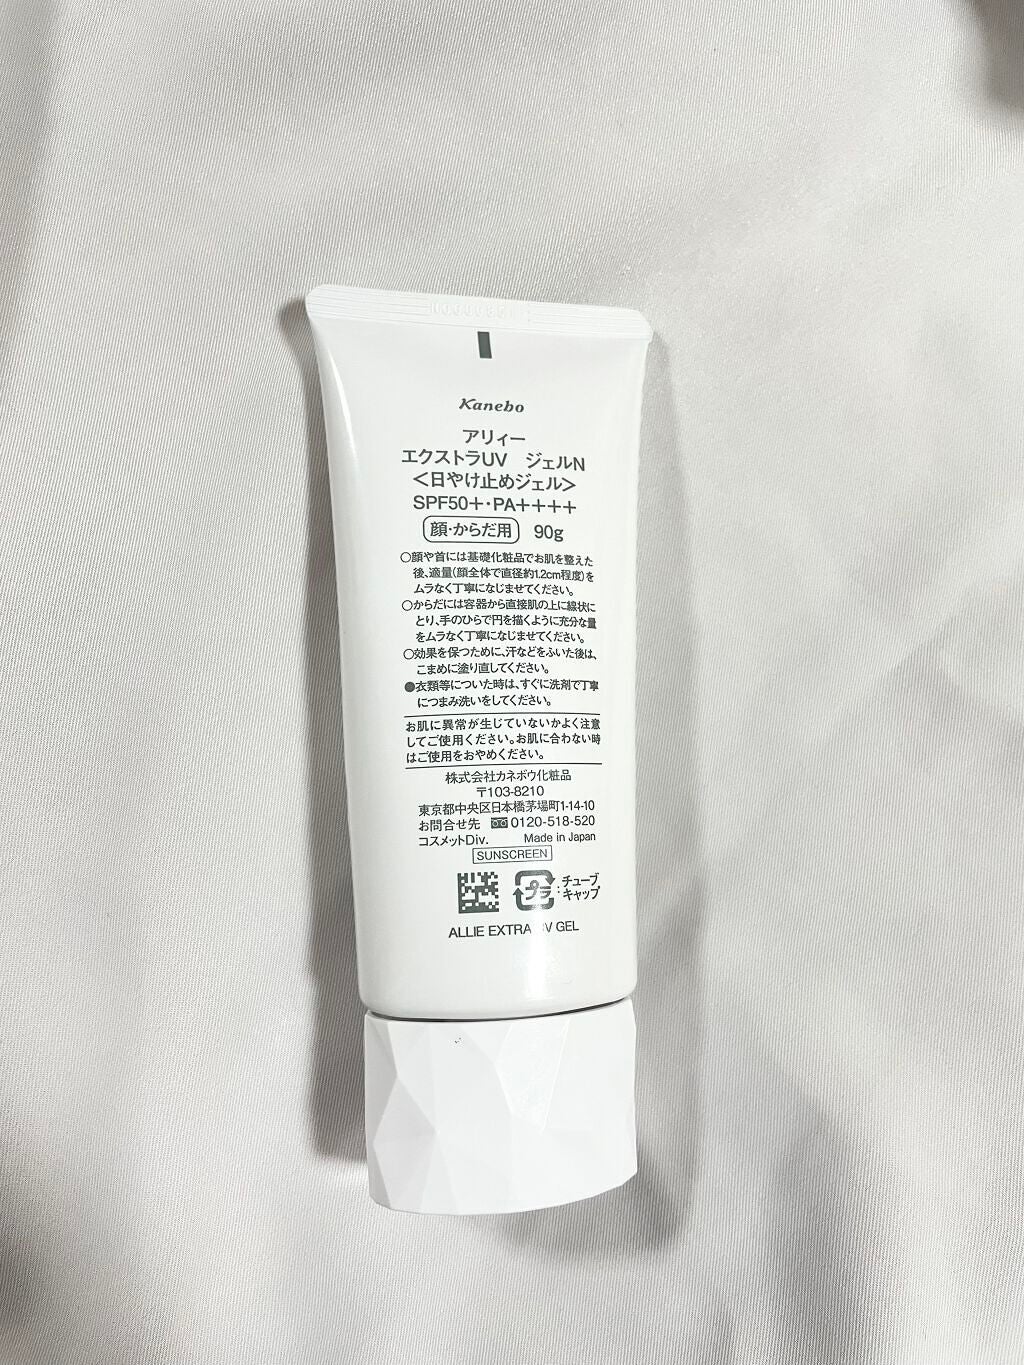 Kanebo
アリィー
エクストラUV ジェルN
<日やけ止めジェル>
SPF50+・PA++++
顔・からだ用 90g
○顔や首には基礎化粧品でお肌を整えた
後、適量(顔全体で直径約1.2cm程度)を
ムラなく丁寧になじませてください。
○からだには容器から直接肌の上に線状に
とり、手のひらで円を描くように充分な量
をムラなく丁寧になじませてください。
○効果を保つために、汗などをふいた後は、
こまめに塗り直してください。
●衣類等についた時は、すぐに洗剤で丁寧
につまみ洗いをしてください。
お肌に異常が生じていないかよく注意
してご使用ください。お肌に合わない時
はご使用をおやめください。
株式会社カネボウ化粧品
〒103-8210
東京都中央区日本橋茅場町1-14-10
お問合せ先 0120-518-520
コスメットDiv. Made in Japan
SUNSCREEN
プラ : チューブ
キャップ
ALLIE EXTRA UV GEL